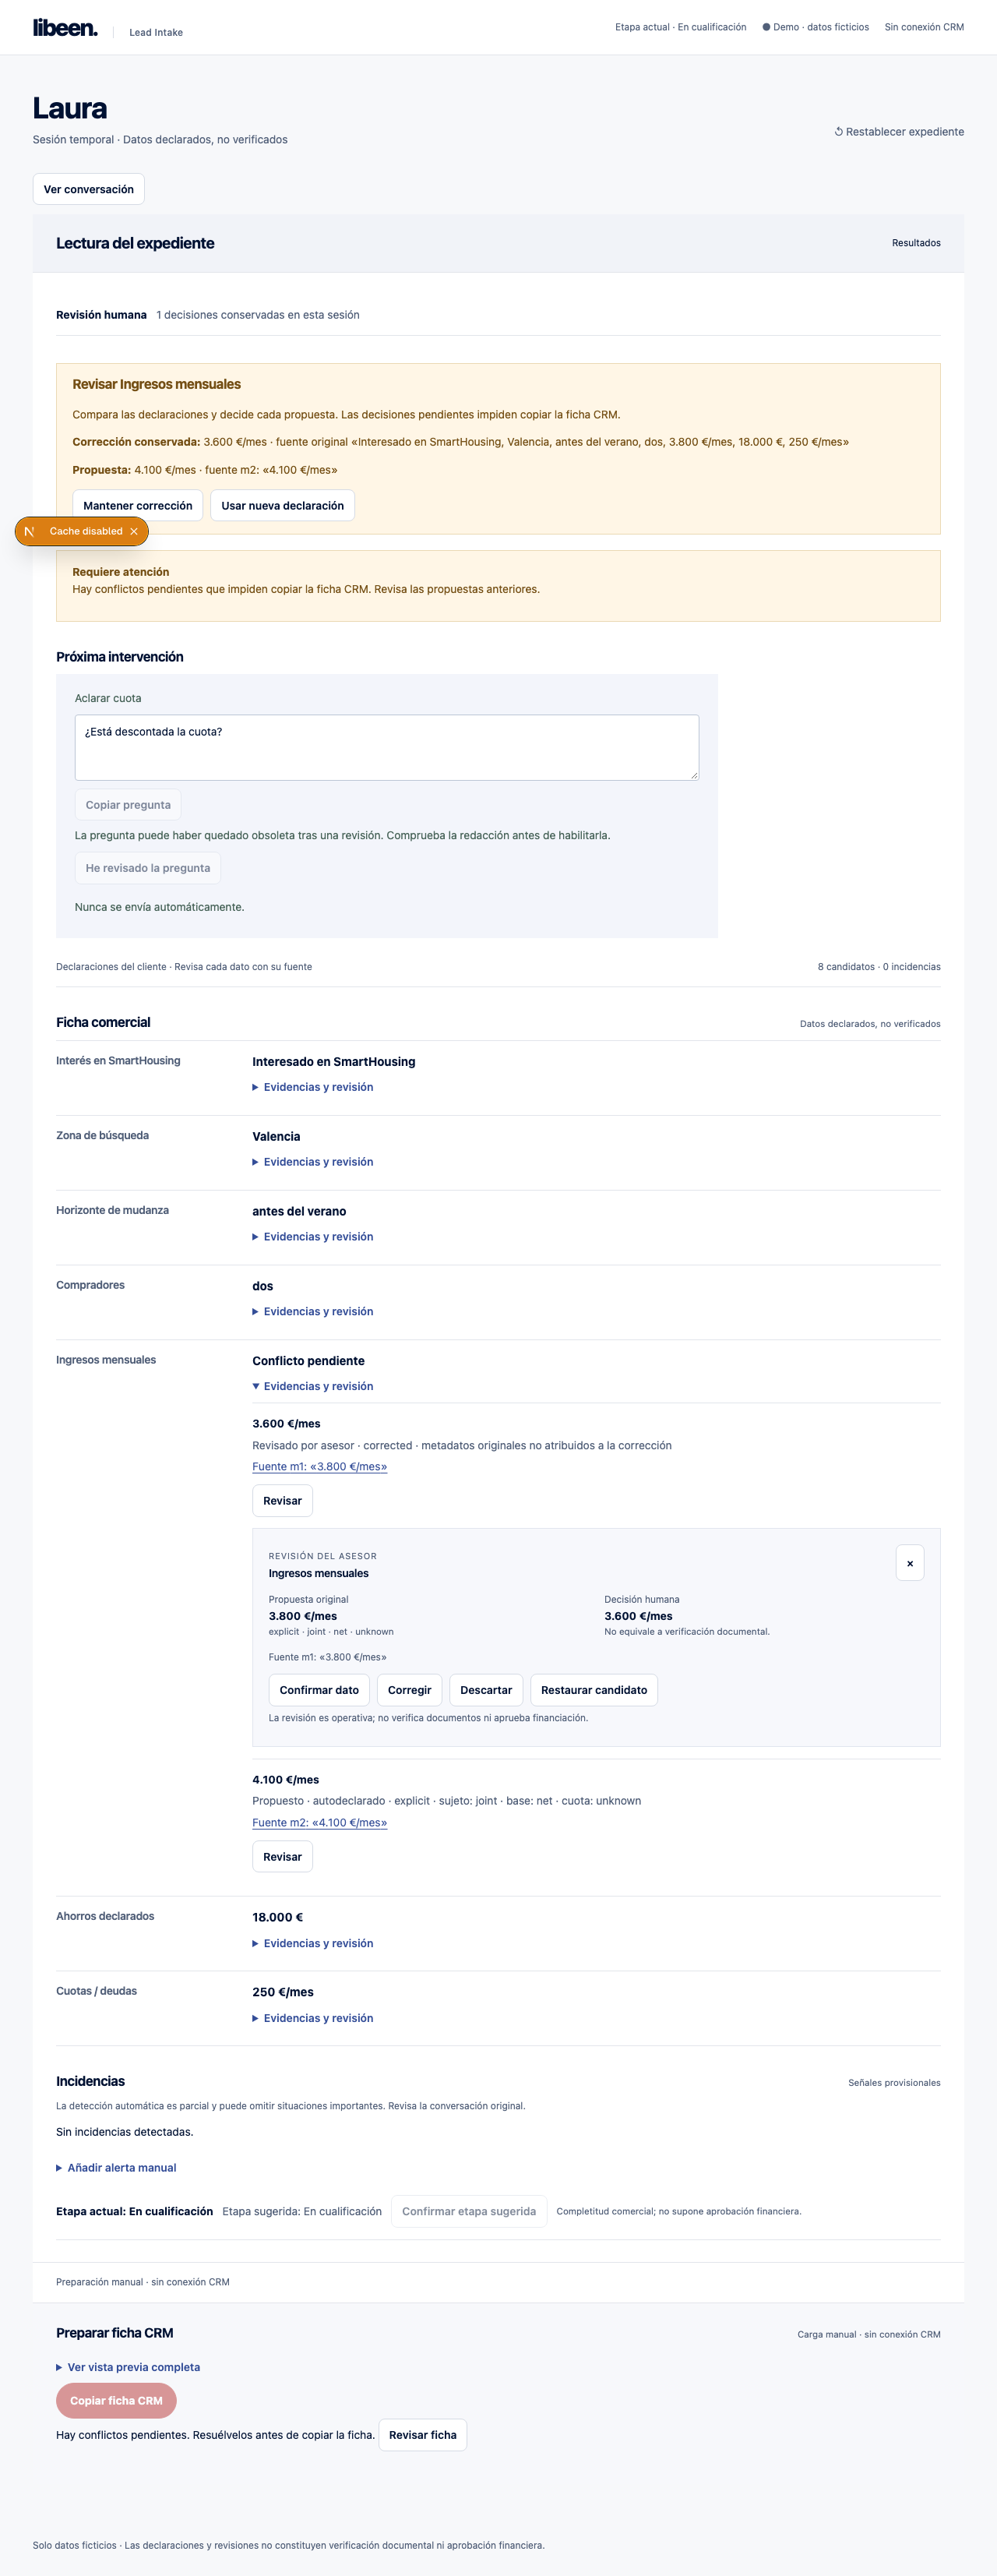 libeen.
Lead Intake
Etapa actual · En cualificación
● Demo · datos ficticios
Sin conexión CRM
Laura
Sesión temporal · Datos declarados, no verificados
↺ Restablecer expediente
Ver conversación
Lectura del expediente
Resultados
Revisión humana 1 decisiones conservadas en esta sesión
Revisar Ingresos mensuales
Compara las declaraciones y decide cada propuesta. Las decisiones pendientes impiden copiar la ficha CRM.
Corrección conservada: 3.600 €/mes · fuente original «Interesado en SmartHousing, Valencia, antes del verano, dos, 3.800 €/mes, 18.000 €, 250 €/mes»
Propuesta: 4.100 €/mes · fuente m2: «4.100 €/mes»
Mantener corrección
Usar nueva declaración
Cache disabled ×
Requiere atención
Hay conflictos pendientes que impiden copiar la ficha CRM. Revisa las propuestas anteriores.
Próxima intervención
Aclarar cuota
¿Está descontada la cuota?
Copiar pregunta
La pregunta puede haber quedado obsoleta tras una revisión. Comprueba la redacción antes de habilitarla.
He revisado la pregunta
Nunca se envía automáticamente.
Declaraciones del cliente · Revisa cada dato con su fuente
8 candidatos · 0 incidencias
Ficha comercial
Datos declarados, no verificados
Interés en SmartHousing
Interesado en SmartHousing
▶ Evidencias y revisión
Zona de búsqueda
Valencia
▶ Evidencias y revisión
Horizonte de mudanza
antes del verano
▶ Evidencias y revisión
Compradores
dos
▶ Evidencias y revisión
Ingresos mensuales
Conflicto pendiente
▼ Evidencias y revisión
3.600 €/mes
Revisado por asesor · corrected · metadatos originales no atribuidos a la corrección
Fuente m1: «3.800 €/mes»
Revisar
REVISIÓN DEL ASESOR
Ingresos mensuales
×
Propuesta original
3.800 €/mes
explicit · joint · net · unknown
Decisión humana
3.600 €/mes
No equivale a verificación documental.
Fuente m1: «3.800 €/mes»
Confirmar dato
Corregir
Descartar
Restaurar candidato
La revisión es operativa; no verifica documentos ni aprueba financiación.
4.100 €/mes
Propuesto · autodeclarado · explicit · sujeto: joint · base: net · cuota: unknown
Fuente m2: «4.100 €/mes»
Revisar
Ahorros declarados
18.000 €
▶ Evidencias y revisión
Cuotas / deudas
250 €/mes
▶ Evidencias y revisión
Incidencias
Señales provisionales
La detección automática es parcial y puede omitir situaciones importantes. Revisa la conversación original.
Sin incidencias detectadas.
▶ Añadir alerta manual
Etapa actual: En cualificación
Etapa sugerida: En cualificación
Confirmar etapa sugerida
Completitud comercial; no supone aprobación financiera.
Preparación manual · sin conexión CRM
Preparar ficha CRM
Carga manual · sin conexión CRM
▶ Ver vista previa completa
Copiar ficha CRM
Hay conflictos pendientes. Resuélvelos antes de copiar la ficha.
Revisar ficha
Solo datos ficticios · Las declaraciones y revisiones no constituyen verificación documental ni aprobación financiera.